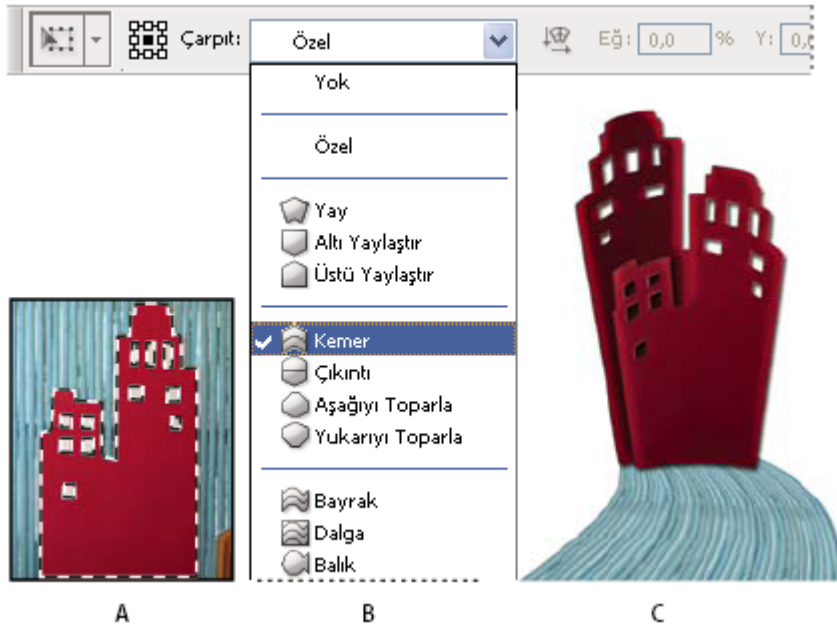 Çarpıt: Özel Eğ: 0,0 % Y: 0,
Yok
Özel
Yay
Altı Yaylaştır
Üstü Yaylaştır
Kemer
Çıkıntı
Aşağıyı Toparla
Yukarıyı Toparla
Bayrak
Dalga
Balık
A B C